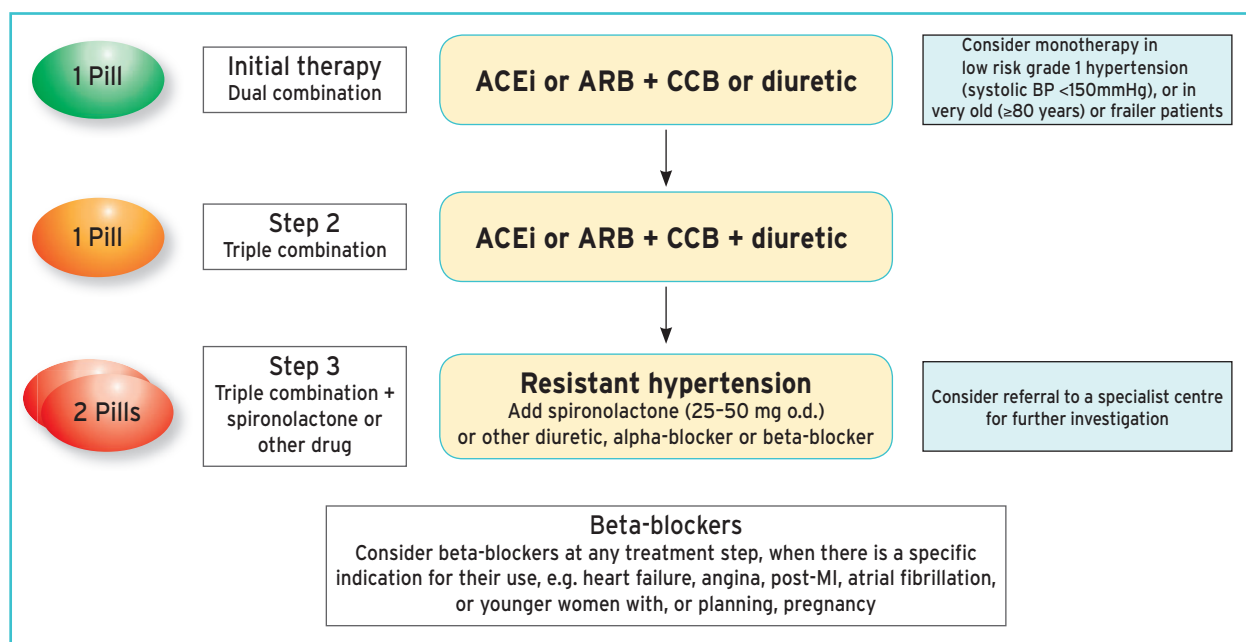 1 Pill
Initial therapy
Dual combination
ACEi or ARB + CCB or diuretic
Consider monotherapy in
low risk grade 1 hypertension
(systolic BP <150mmHg), or in
very old (≥80 years) or frailer patients
1 Pill
Step 2
Triple combination
ACEi or ARB + CCB + diuretic
2 Pills
Step 3
Triple combination +
spironolactone or
other drug
Resistant hypertension
Add spironolactone (25–50 mg o.d.)
or other diuretic, alpha-blocker or beta-blocker
Consider referral to a specialist centre
for further investigation
Beta-blockers
Consider beta-blockers at any treatment step, when there is a specific
indication for their use, e.g. heart failure, angina, post-MI, atrial fibrillation,
or younger women with, or planning, pregnancy